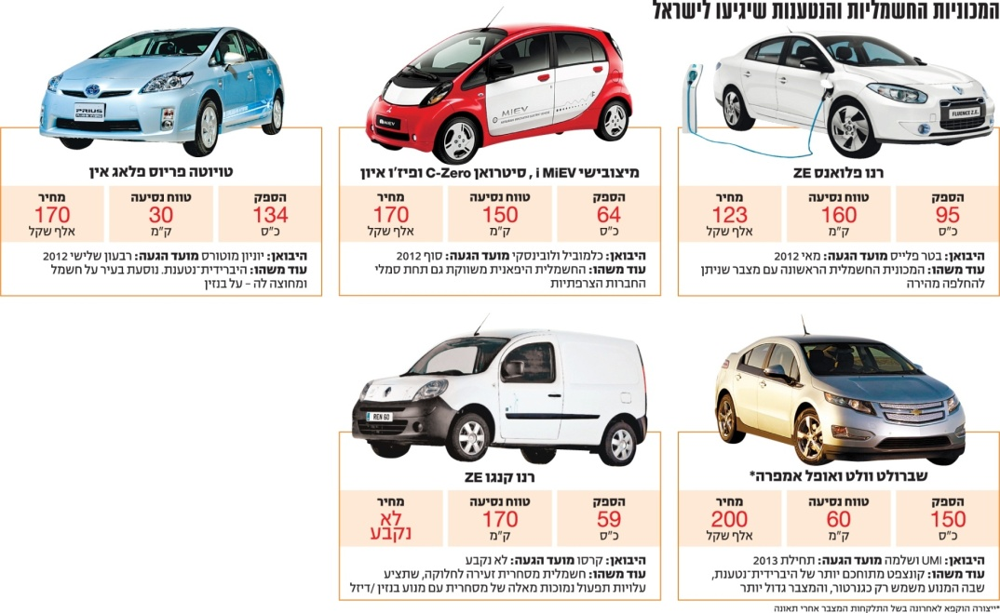 המכוניות החשמליות והנטענות שיגיעו לישראל
FLUENCE Z.E.
רנו פלואנס ZE
הספק
95
כ"ס
טווח נסיעה
160
ק"מ
מחיר
123
אלף שקל
היבואן: בטר פלייס מועד הגעה: מאי 2012
עוד משהו: המכונית החשמלית הראשונה עם מצבר שניתן
להחלפה מהירה
MiEV
MiEV
מיצובישי i MiEV, סיטרואן C-Zero ופיז'ו איון
הספק
64
כ"ס
טווח נסיעה
150
ק"מ
מחיר
170
אלף שקל
היבואן: כלמוביל ולובינסקי מועד הגעה: סוף 2012
עוד משהו: החשמלית היפאנית משווקת גם תחת סמלי
החברות הצרפתיות
PRIUS
טויוטה פריוס פלאג אין
הספק
134
כ"ס
טווח נסיעה
30
ק"מ
מחיר
170
אלף שקל
היבואן: יוניון מוטורס מועד הגעה: רבעון שלישי 2012
עוד משהו: היברידית־נטענת. נוסעת בעיר על חשמל
ומחוצה לה – על בנזין
שברולט וולט ואופל אמפרה*
הספק
150
כ"ס
טווח נסיעה
60
ק"מ
מחיר
200
אלף שקל
היבואן: UMI ושלמה מועד הגעה: תחילת 2013
עוד משהו: קונצפט מתוחכם יותר של היברידית־נטענת,
שבה המנוע משמש רק כגנרטור, והמצבר גדול יותר
*ייצורה הוקפא לאחרונה בשל התלקחות המצבר אחרי תאונה
REN 60
רנו קנגו ZE
הספק
59
כ"ס
טווח נסיעה
170
ק"מ
מחיר
לא
נקבע
היבואן: קרסו מועד הגעה: לא נקבע
עוד משהו: חשמלית מסחרית זעירה לחלוקה, שתציע
עלויות תפעול נמוכות מאלה של מסחרית עם מנוע בנזין /דיזל